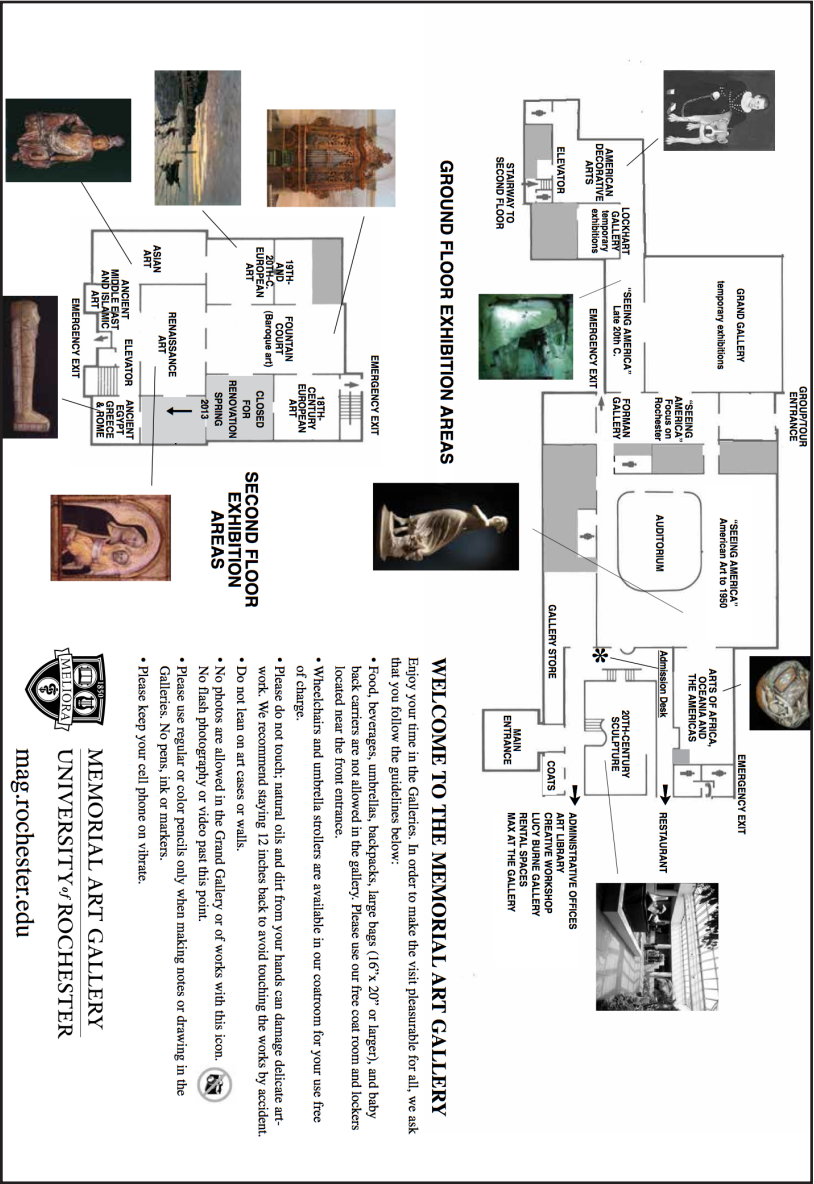 GROUND FLOOR EXHIBITION AREAS
GROUP/TOUR
ENTRANCE
GRAND GALLERY
temporary exhibitions
"SEEING AMERICA"
American Art to 1950
ARTS OF AFRICA,
OCEANIA AND
THE AMERICAS
EMERGENCY EXIT
"SEEING
AMERICA"
Focus on
Rochester
AUDITORIUM
Admission Desk
RESTAURANT
LOCKHART
GALLERY
temporary
exhibitions
"SEEING AMERICA"
Late 20th C.
FORMAN
GALLERY
20TH-CENTURY
SCULPTURE
AMERICAN
DECORATIVE
ARTS
ELEVATOR
EMERGENCY EXIT
GALLERY STORE
STAIRWAY TO
SECOND FLOOR
MAIN
ENTRANCE
COATS
ADMINISTRATIVE OFFICES
ART LIBRARY
CREATIVE WORKSHOP
LUCY BURNE GALLERY
RENTAL SPACES
MAX AT THE GALLERY
EMERGENCY EXIT
19TH-
AND
20TH-C.
EUROPEAN
ART
FOUNTAIN
COURT
(Baroque art)
18TH-
CENTURY
EUROPEAN
ART
CLOSED
FOR
RENOVATION
SPRING
2013
ASIAN
ART
RENAISSANCE
ART
ANCIENT
MIDDLE EAST
AND ISLAMIC
ART
ELEVATOR
ANCIENT
EGYPT
GREECE
& ROME
EMERGENCY EXIT
SECOND FLOOR
EXHIBITION
AREAS
WELCOME TO THE MEMORIAL ART GALLERY
Enjoy your time in the Galleries. In order to make the visit pleasurable for all, we ask
that you follow the guidelines below:
• Food, beverages, umbrellas, backpacks, large bags (16"x 20" or larger), and baby
back carriers are not allowed in the gallery. Please use our free coat room and lockers
located near the front entrance.
• Wheelchairs and umbrella strollers are available in our coatroom for your use free
of charge.
• Please do not touch; natural oils and dirt from your hands can damage delicate art-
work. We recommend staying 12 inches back to avoid touching the works by accident.
• Do not lean on art cases or walls.
• No photos are allowed in the Grand Gallery or of works with this icon.
No flash photography or video past this point.
• Please use regular or color pencils only when making notes or drawing in the
Galleries. No pens, ink or markers.
• Please keep your cell phone on vibrate.
1850
MELIORA
MEMORIAL ART GALLERY
UNIVERSITY of ROCHESTER
mag.rochester.edu